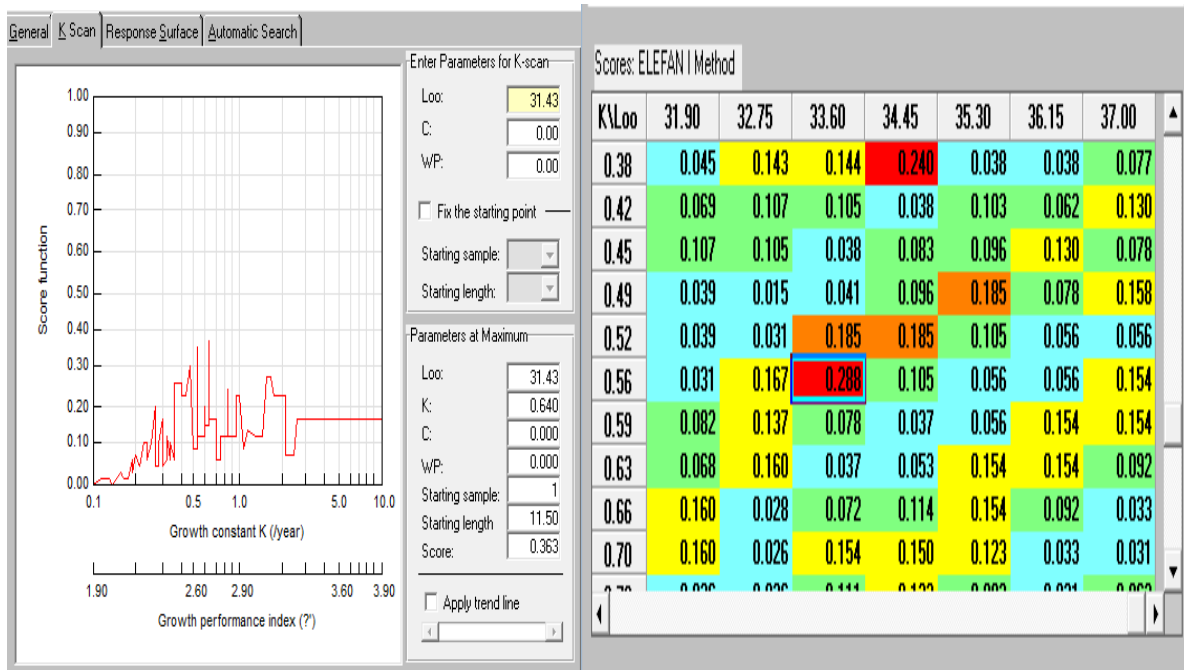 General K Scan Response Surface Automatic Search
Score function
1.00
0.90
0.80
0.70
0.60
0.50
0.40
0.30
0.20
0.10
0.00
0.1 0.5 1.0 5.0 10.0
Growth constant K (/year)
1.90 2.60 2.90 3.60 3.90
Growth performance index (?')
Enter Parameters for K-scan
Loo: 31.43
C: 0.00
WP: 0.00
Fix the starting point
Starting sample:
Starting length:
Parameters at Maximum
Loo: 31.43
K: 0.640
C: 0.000
WP: 0.000
Starting sample: 1
Starting length 11.50
Score: 0.363
Apply trend line
Scores: ELEFAN I Method
K\Loo 31.90 32.75 33.60 34.45 35.30 36.15 37.00
0.38 0.045 0.143 0.144 0.240 0.038 0.038 0.077
0.42 0.069 0.107 0.105 0.038 0.103 0.062 0.130
0.45 0.107 0.105 0.038 0.083 0.096 0.130 0.078
0.49 0.039 0.015 0.041 0.096 0.185 0.078 0.158
0.52 0.039 0.031 0.185 0.185 0.105 0.056 0.056
0.56 0.031 0.167 0.288 0.105 0.056 0.056 0.154
0.59 0.082 0.137 0.078 0.037 0.056 0.154 0.154
0.63 0.068 0.160 0.037 0.053 0.154 0.154 0.092
0.66 0.160 0.028 0.072 0.114 0.154 0.092 0.033
0.70 0.160 0.026 0.154 0.150 0.123 0.033 0.031